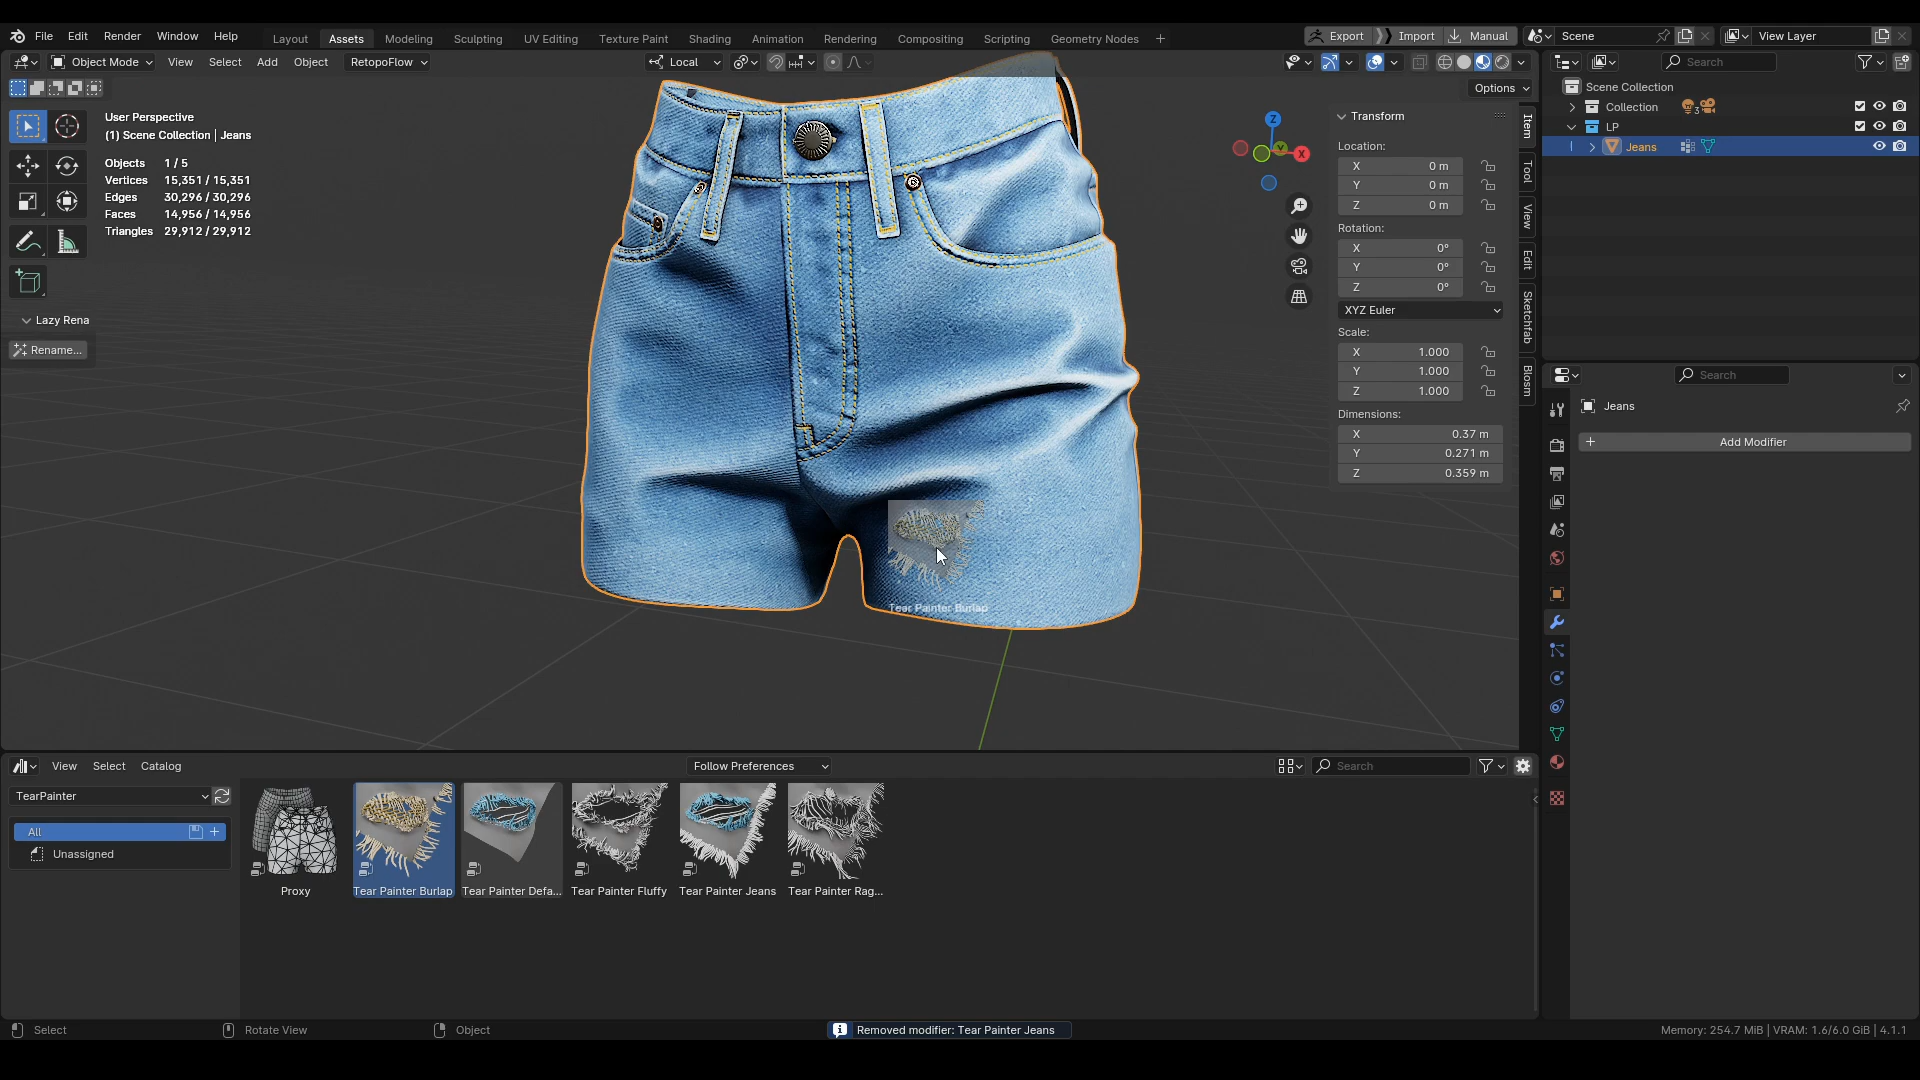 File Edit Render Window Help Layout Assets Modeling Sculpting UV Editing Texture Paint Shading Animation Rendering Compositing Scripting Geometry Nodes + Export Import Manual Scene View Layer
Object Mode View Select Add Object RetopoFlow Local Search
Options
User Perspective
(1) Scene Collection | Jeans
Objects 1 / 5
Vertices 15,351 / 15,351
Edges 30,296 / 30,296
Faces 14,956 / 14,956
Triangles 29,912 / 29,912
Lazy Rena
Rename...
Z
Y
X
Transform
Location:
X 0 m
Y 0 m
Z 0 m
Rotation:
X 0°
Y 0°
Z 0°
XYZ Euler
Scale:
X 1.000
Y 1.000
Z 1.000
Dimensions:
X 0.37 m
Y 0.271 m
Z 0.359 m
Item
Tool
View
Edit
Sketchfab
Blosm
Scene Collection
Collection 3
LP
Jeans
Search
Jeans
+ Add Modifier
Tear Painter Burlap
View Select Catalog Follow Preferences Search
TearPainter
All
Unassigned
Proxy
Tear Painter Burlap
Tear Painter Defa...
Tear Painter Fluffy
Tear Painter Jeans
Tear Painter Rag...
Select Rotate View Object Removed modifier: Tear Painter Jeans Memory: 254.7 MiB | VRAM: 1.6/6.0 GiB | 4.1.1